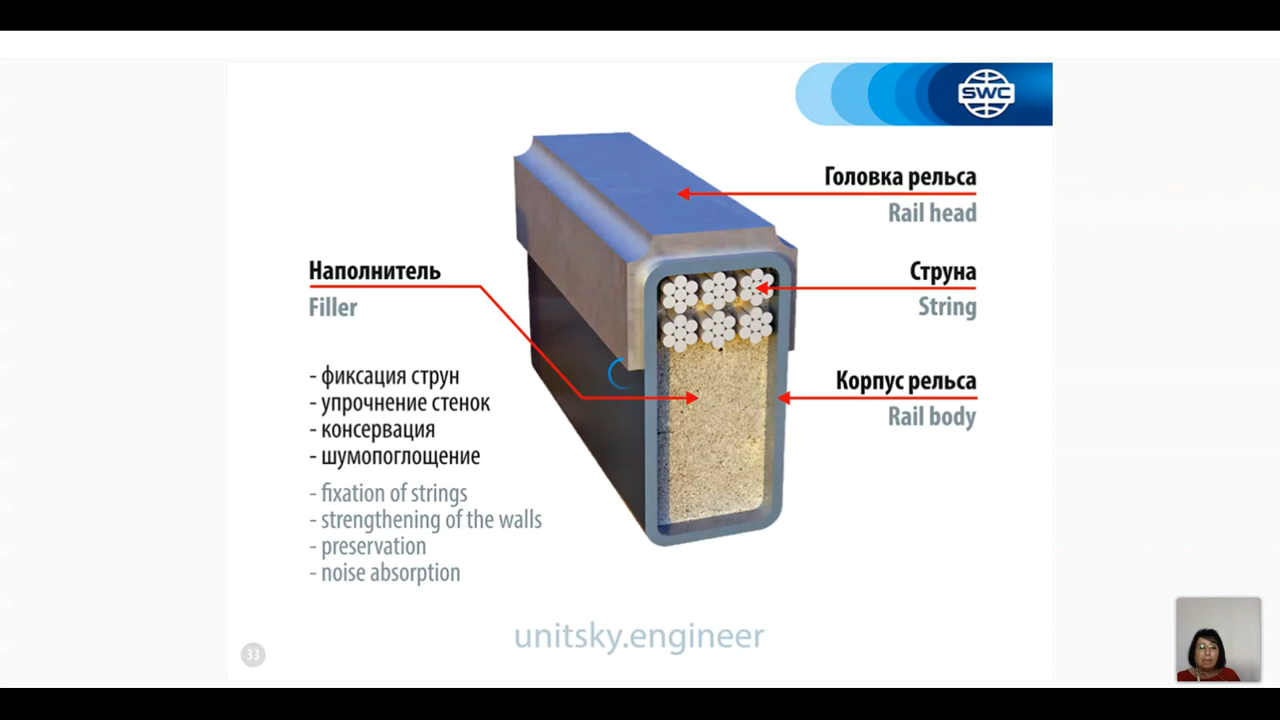 SWC
Головка рельса
Rail head
Наполнитель
Filler
Струна
String
Корпус рельса
Rail body
- фиксация струн
- упрочнение стенок
- консервация
- шумопоглощение
- fixation of strings
- strengthening of the walls
- preservation
- noise absorption
unitsky.engineer
33